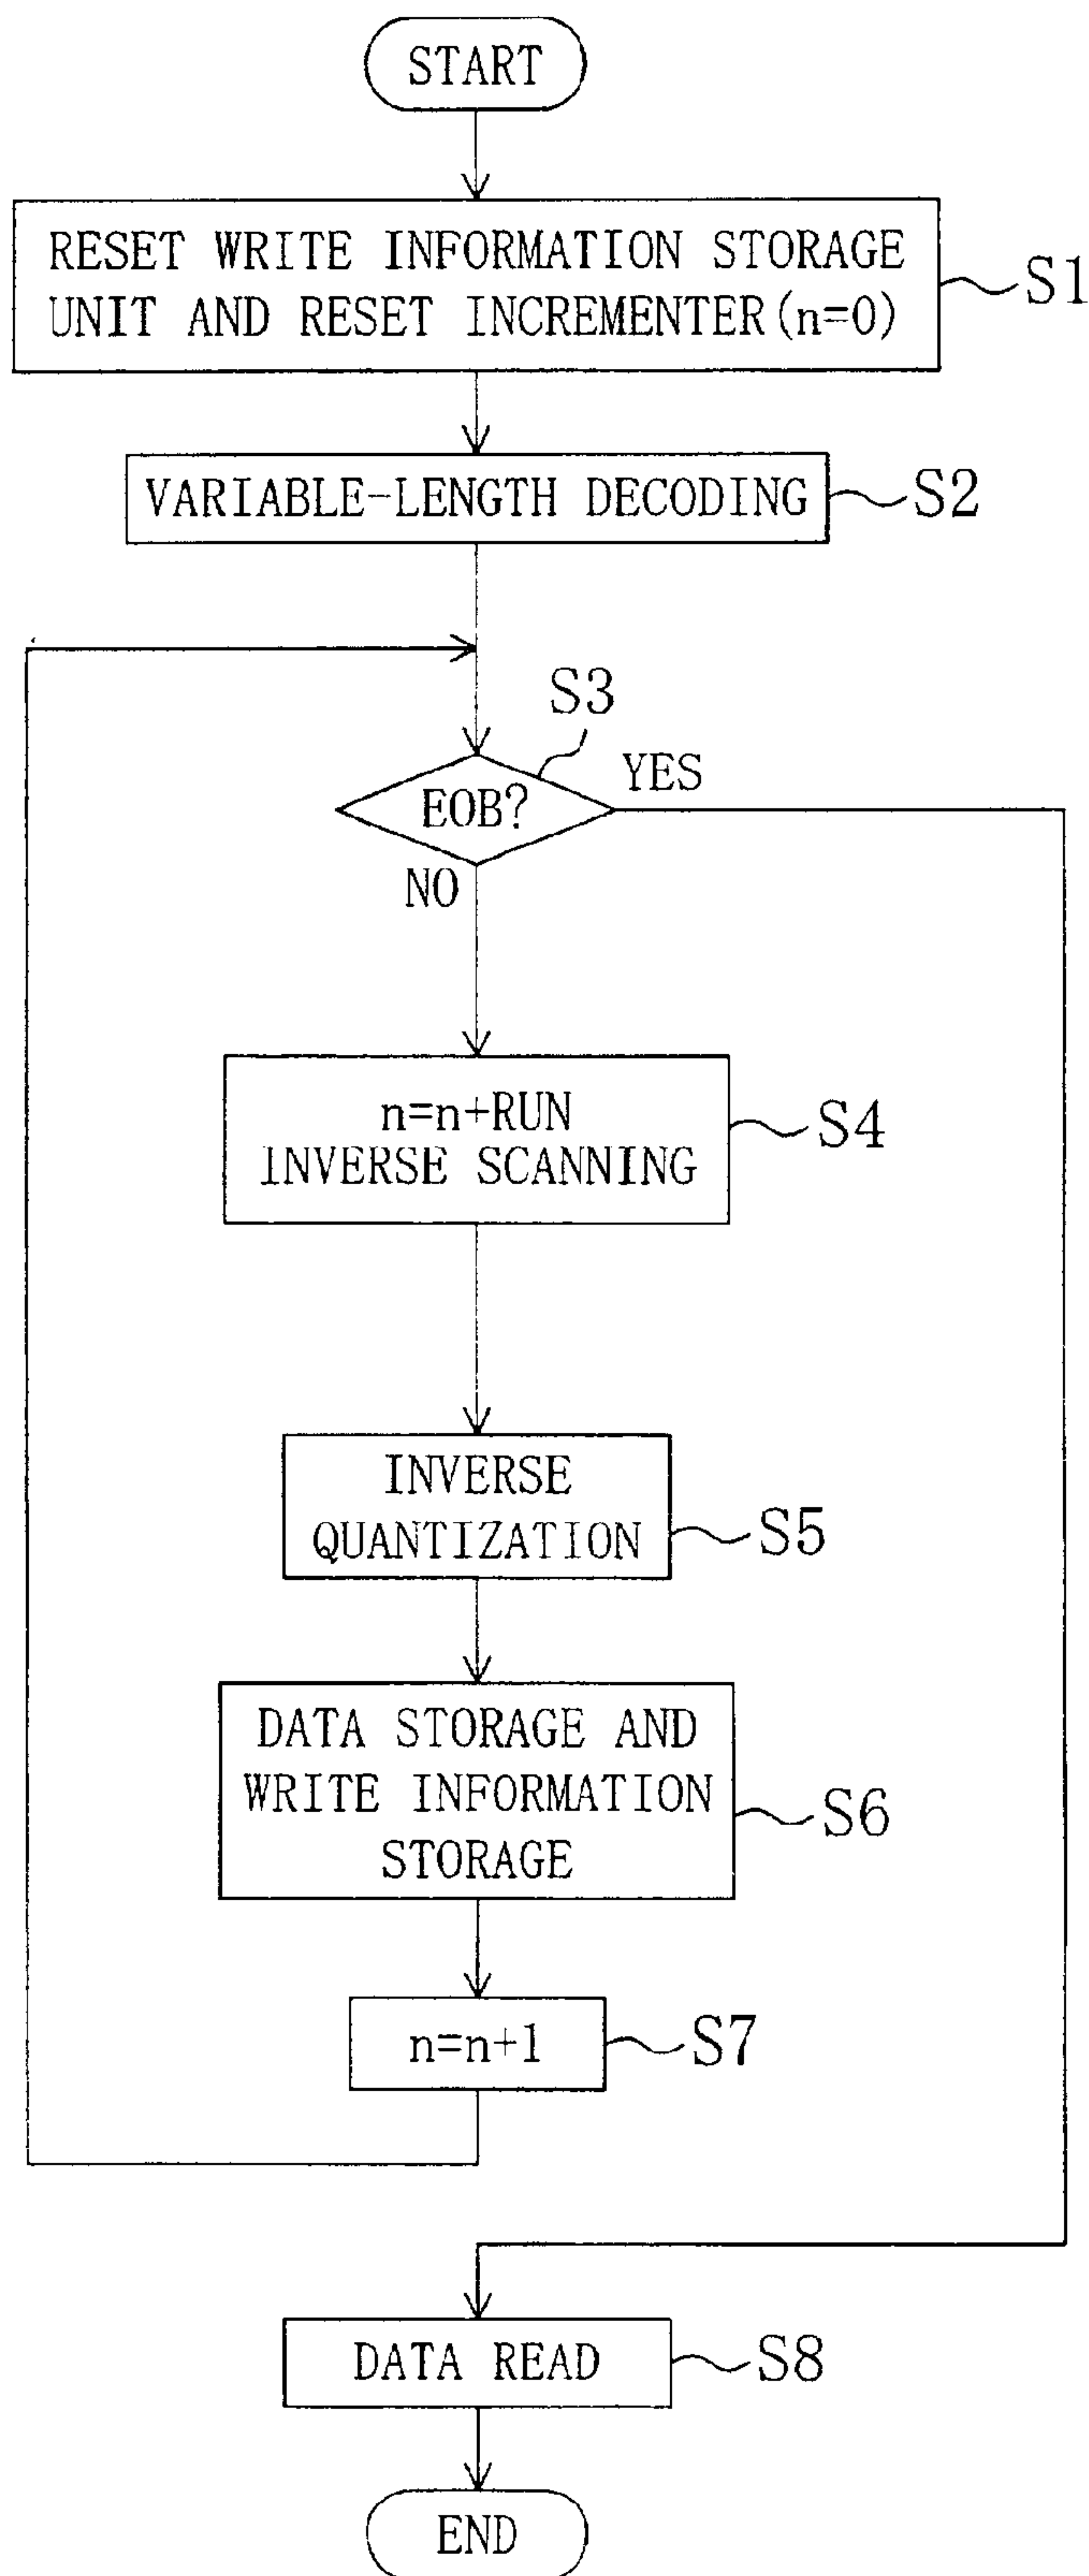 START
RESET WRITE INFORMATION STORAGE
UNIT AND RESET INCREMENTER(n=0)
S1
VARIABLE-LENGTH DECODING
S2
S3
EOB?
YES
NO
n=n+RUN
INVERSE SCANNING
S4
INVERSE
QUANTIZATION
S5
DATA STORAGE AND
WRITE INFORMATION
STORAGE
S6
n=n+1
S7
DATA READ
S8
END